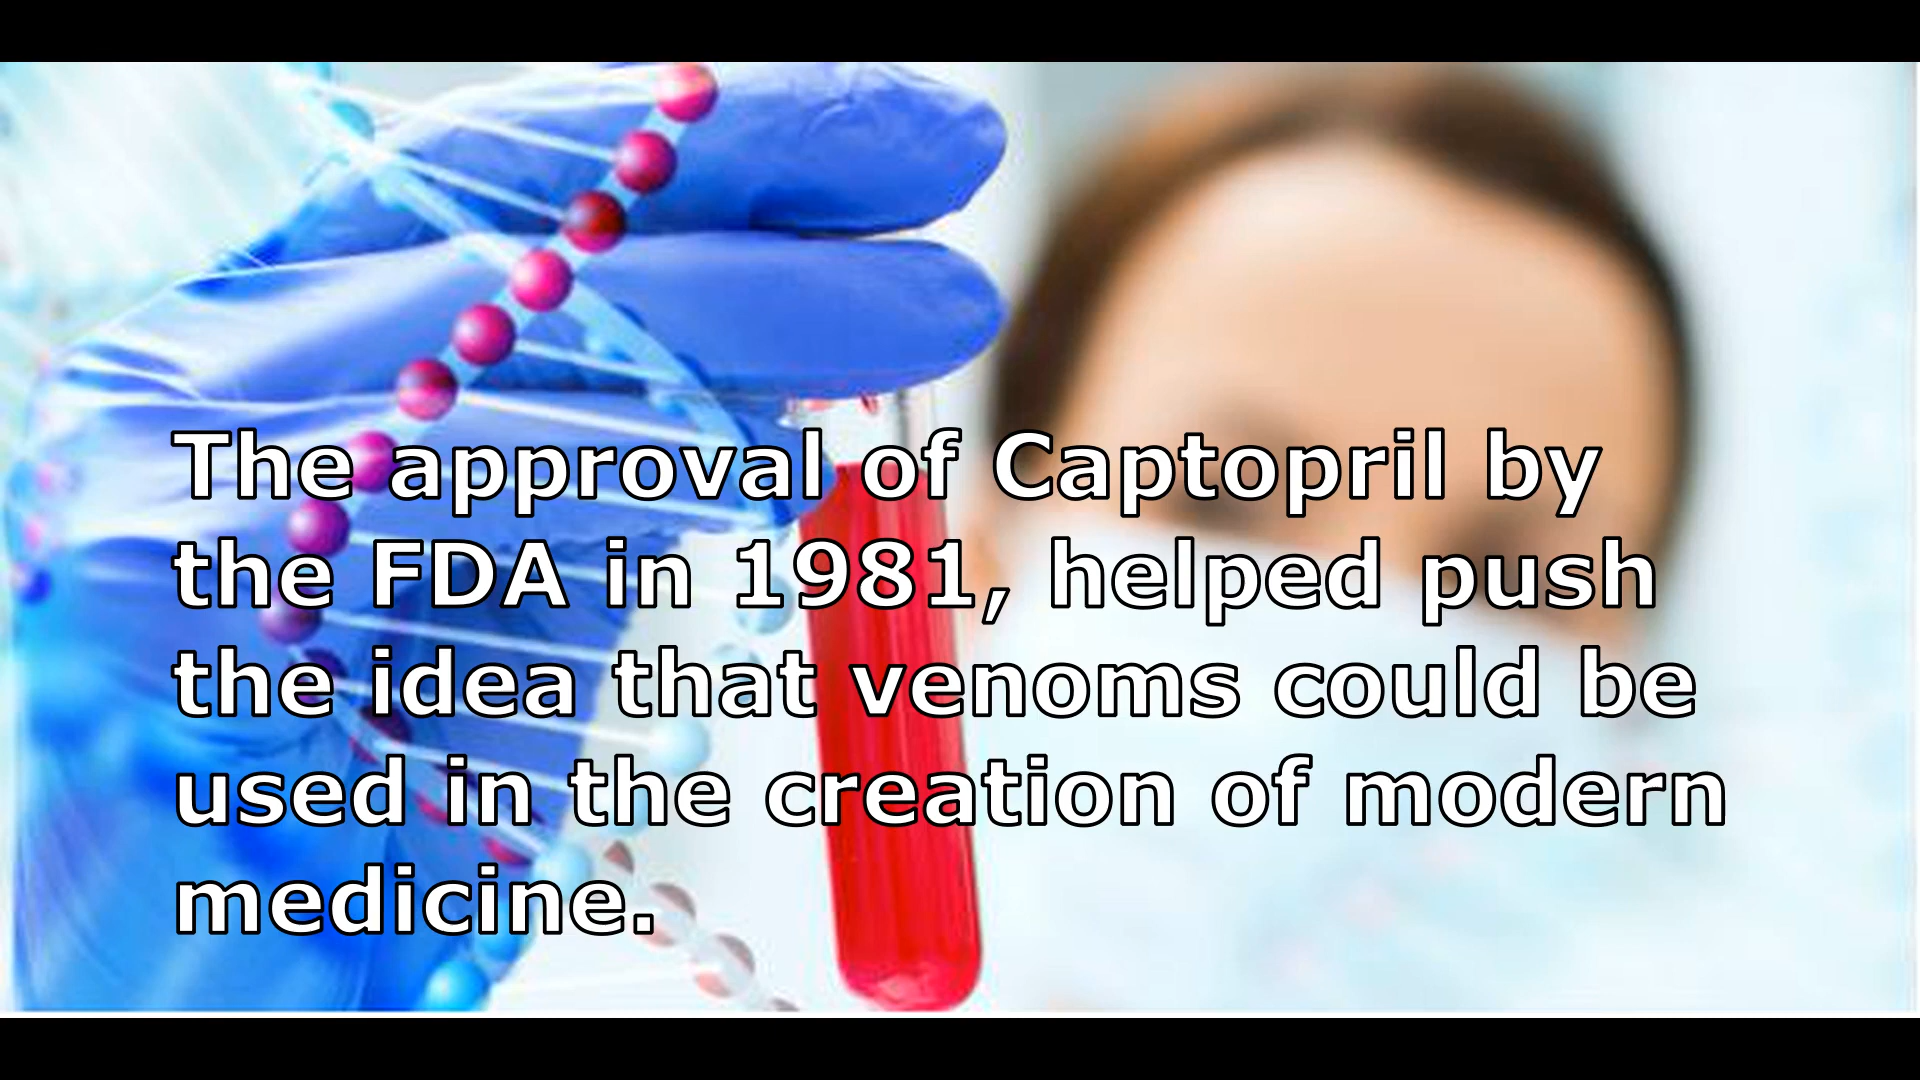 The approval of Captopril by
the FDA in 1981, helped push
the idea that venoms could be
used in the creation of modern
medicine.